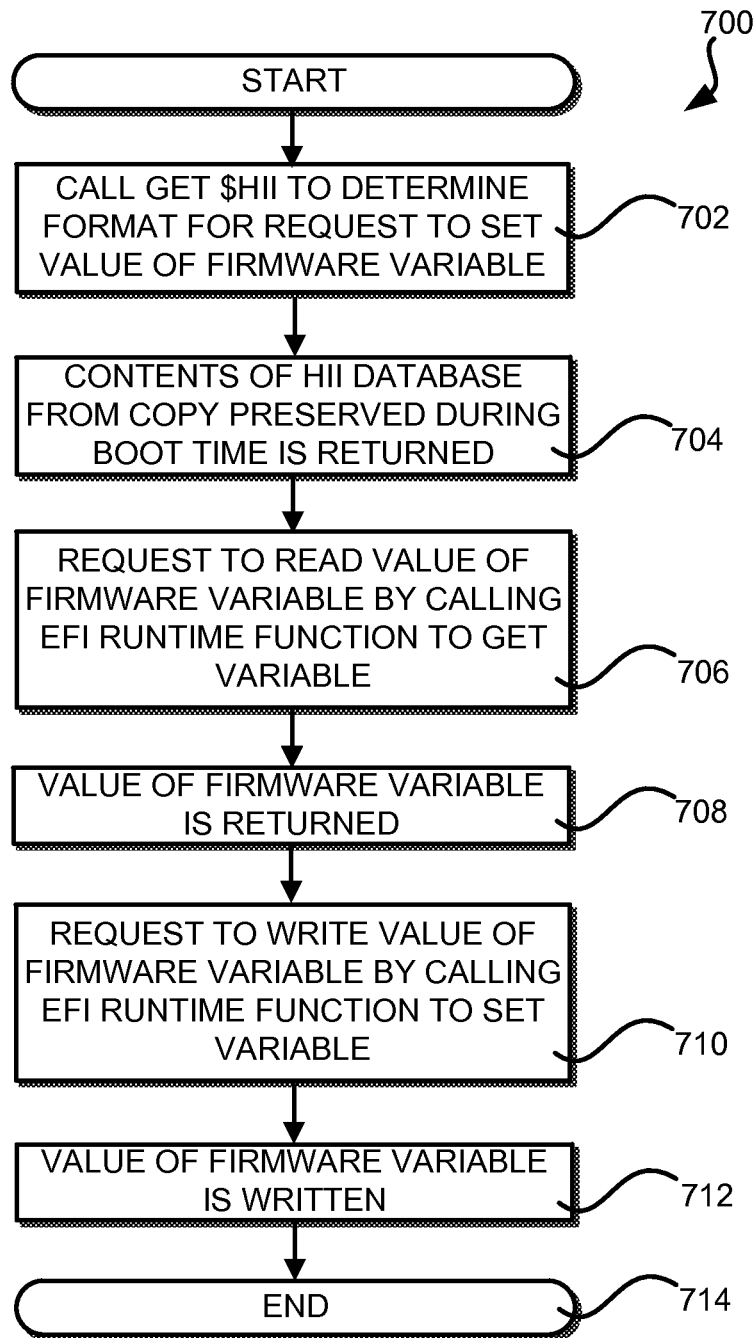 700
START
CALL GET $HII TO DETERMINE
FORMAT FOR REQUEST TO SET
VALUE OF FIRMWARE VARIABLE
702
CONTENTS OF HII DATABASE
FROM COPY PRESERVED DURING
BOOT TIME IS RETURNED
704
REQUEST TO READ VALUE OF
FIRMWARE VARIABLE BY CALLING
EFI RUNTIME FUNCTION TO GET
VARIABLE
706
VALUE OF FIRMWARE VARIABLE
IS RETURNED
708
REQUEST TO WRITE VALUE OF
FIRMWARE VARIABLE BY CALLING
EFI RUNTIME FUNCTION TO SET
VARIABLE
710
VALUE OF FIRMWARE VARIABLE
IS WRITTEN
712
END
714